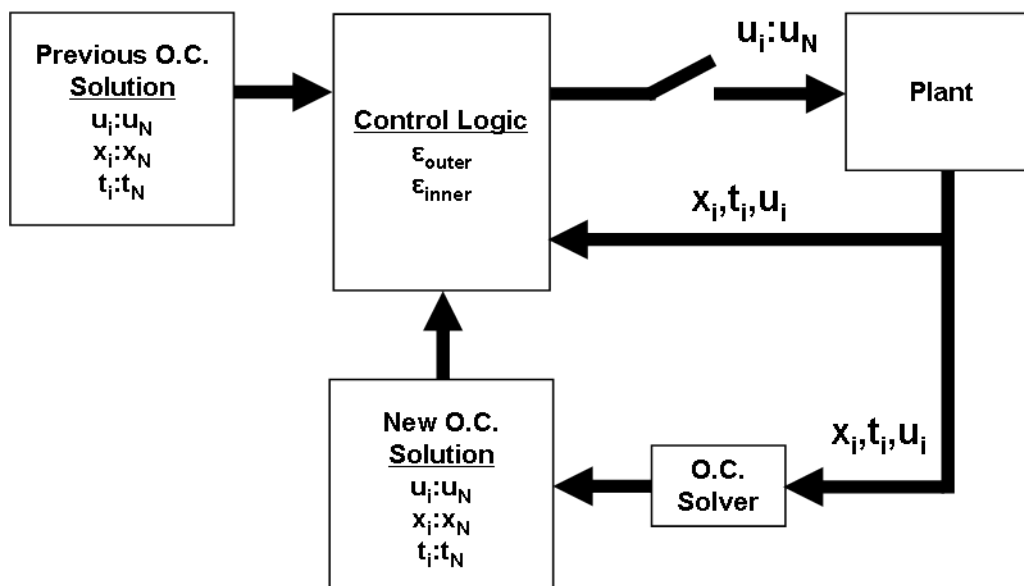 Previous O.C.
Solution
uᵢ:u_N
xᵢ:x_N
tᵢ:t_N
Control Logic
ε_outer
ε_inner
uᵢ:u_N
Plant
xᵢ,tᵢ,uᵢ
New O.C.
Solution
uᵢ:u_N
xᵢ:x_N
tᵢ:t_N
O.C.
Solver
xᵢ,tᵢ,uᵢ